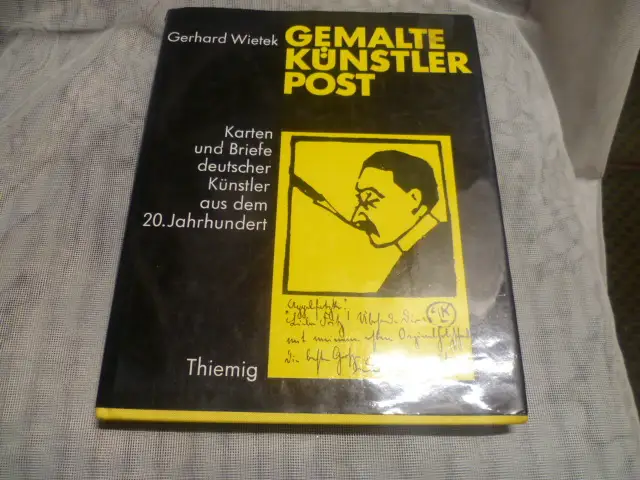 Gerhard Wietek
GEMALTE
KÜNSTLER
POST
Karten
und Briefe
deutscher
Künstler
aus dem
20.Jahrhundert
Thiemig